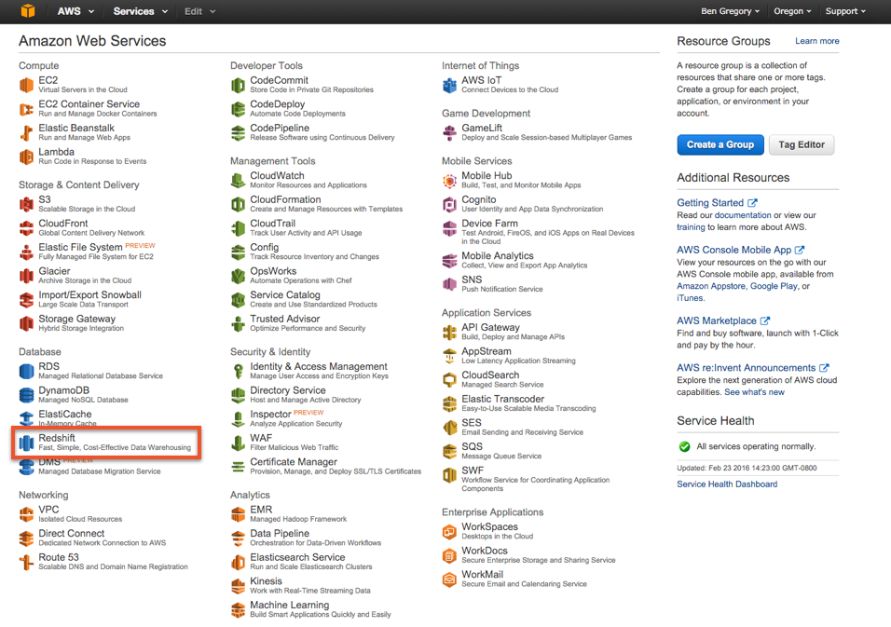 AWS Services Edit Ben Gregory Oregon Support
Amazon Web Services
Compute
EC2
Virtual Servers in the Cloud
EC2 Container Service
Run and Manage Docker Containers
Elastic Beanstalk
Run and Manage Web Apps
Lambda
Run Code in Response to Events
Storage & Content Delivery
S3
Scalable Storage in the Cloud
CloudFront
Global Content Delivery Network
Elastic File System PREVIEW
Fully Managed File System for EC2
Glacier
Archive Storage in the Cloud
Import/Export Snowball
Large Scale Data Transport
Storage Gateway
Hybrid Storage Integration
Database
RDS
Managed Relational Database Service
DynamoDB
Managed NoSQL Database
ElastiCache
In-Memory Cache
Redshift
Fast, Simple, Cost-Effective Data Warehousing
DMS PREVIEW
Managed Database Migration Service
Networking
VPC
Isolated Cloud Resources
Direct Connect
Dedicated Network Connection to AWS
Route 53
Scalable DNS and Domain Name Registration
Developer Tools
CodeCommit
Store Code in Private Git Repositories
CodeDeploy
Automate Code Deployments
CodePipeline
Release Software using Continuous Delivery
Management Tools
CloudWatch
Monitor Resources and Applications
CloudFormation
Create and Manage Resources with Templates
CloudTrail
Track User Activity and API Usage
Config
Track Resource Inventory and Changes
OpsWorks
Automate Operations with Chef
Service Catalog
Create and Use Standardized Products
Trusted Advisor
Optimize Performance and Security
Security & Identity
Identity & Access Management
Manage User Access and Encryption Keys
Directory Service
Host and Manage Active Directory
Inspector PREVIEW
Analyze Application Security
WAF
Filter Malicious Web Traffic
Certificate Manager
Provision, Manage, and Deploy SSL/TLS Certificates
Analytics
EMR
Managed Hadoop Framework
Data Pipeline
Orchestration for Data-Driven Workflows
Elasticsearch Service
Run and Scale Elasticsearch Clusters
Kinesis
Work with Real-Time Streaming Data
Machine Learning
Build Smart Applications Quickly and Easily
Internet of Things
AWS IoT
Connect Devices to the Cloud
Game Development
GameLift
Deploy and Scale Session-based Multiplayer Games
Mobile Services
Mobile Hub
Build, Test, and Monitor Mobile Apps
Cognito
User Identity and App Data Synchronization
Device Farm
Test Android, FireOS, and iOS Apps on Real Devices
in the Cloud
Mobile Analytics
Collect, View and Export App Analytics
SNS
Push Notification Service
Application Services
API Gateway
Build, Deploy and Manage APIs
AppStream
Low Latency Application Streaming
CloudSearch
Managed Search Service
Elastic Transcoder
Easy-to-Use Scalable Media Transcoding
SES
Email Sending and Receiving Service
SQS
Message Queue Service
SWF
Workflow Service for Coordinating Application
Components
Enterprise Applications
WorkSpaces
Desktops in the Cloud
WorkDocs
Secure Enterprise Storage and Sharing Service
WorkMail
Secure Email and Calendaring Service
Resource Groups Learn more
A resource group is a collection of
resources that share one or more tags.
Create a group for each project,
application, or environment in your
account.
Create a Group Tag Editor
Additional Resources
Getting Started
Read our documentation or view our
training to learn more about AWS.
AWS Console Mobile App
View your resources on the go with our
AWS Console mobile app, available from
Amazon Appstore, Google Play, or
iTunes.
AWS Marketplace
Find and buy software, launch with 1-Click
and pay by the hour.
AWS re:Invent Announcements
Explore the next generation of AWS cloud
capabilities. See what's new
Service Health
All services operating normally.
Updated: Feb 23 2016 14:23:00 GMT-0800
Service Health Dashboard